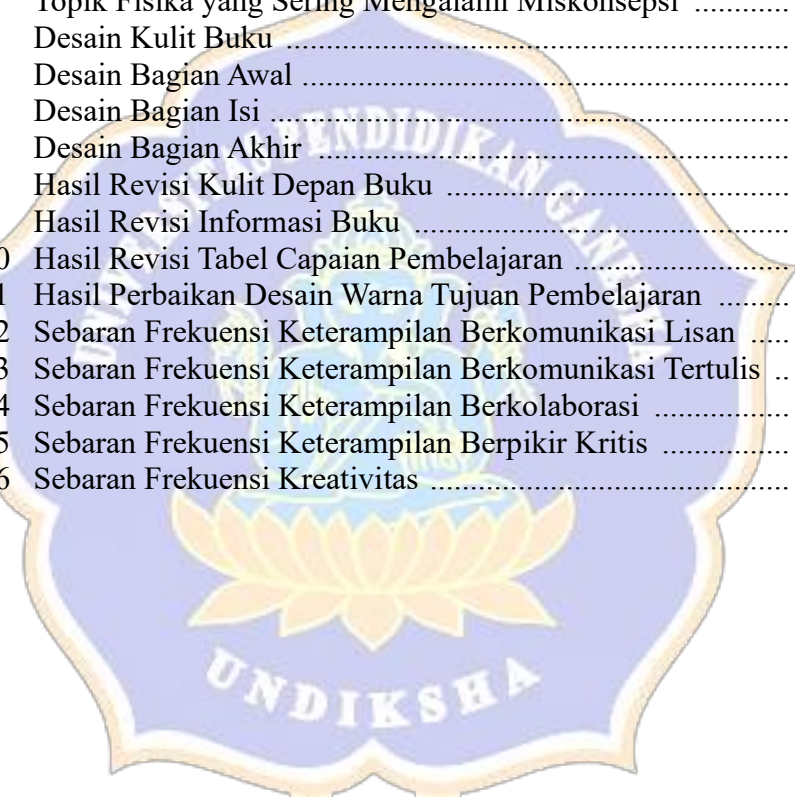 Topik Fisika yang Sering Mengalami Miskonsepsi ............
Desain Kulit Buku ................................................................
Desain Bagian Awal ..............................................................
Desain Bagian Isi ..................................................................
Desain Bagian Akhir .............................................................
Hasil Revisi Kulit Depan Buku ............................................
Hasil Revisi Informasi Buku ................................................
0 Hasil Revisi Tabel Capaian Pembelajaran ...........................
1 Hasil Perbaikan Desain Warna Tujuan Pembelajaran .........
2 Sebaran Frekuensi Keterampilan Berkomunikasi Lisan .....
3 Sebaran Frekuensi Keterampilan Berkomunikasi Tertulis ..
4 Sebaran Frekuensi Keterampilan Berkolaborasi .................
5 Sebaran Frekuensi Keterampilan Berpikir Kritis ................
6 Sebaran Frekuensi Kreativitas .............................................
UNIVERSITAS PENDIDIKAN GANESHA
UNDIKSHA